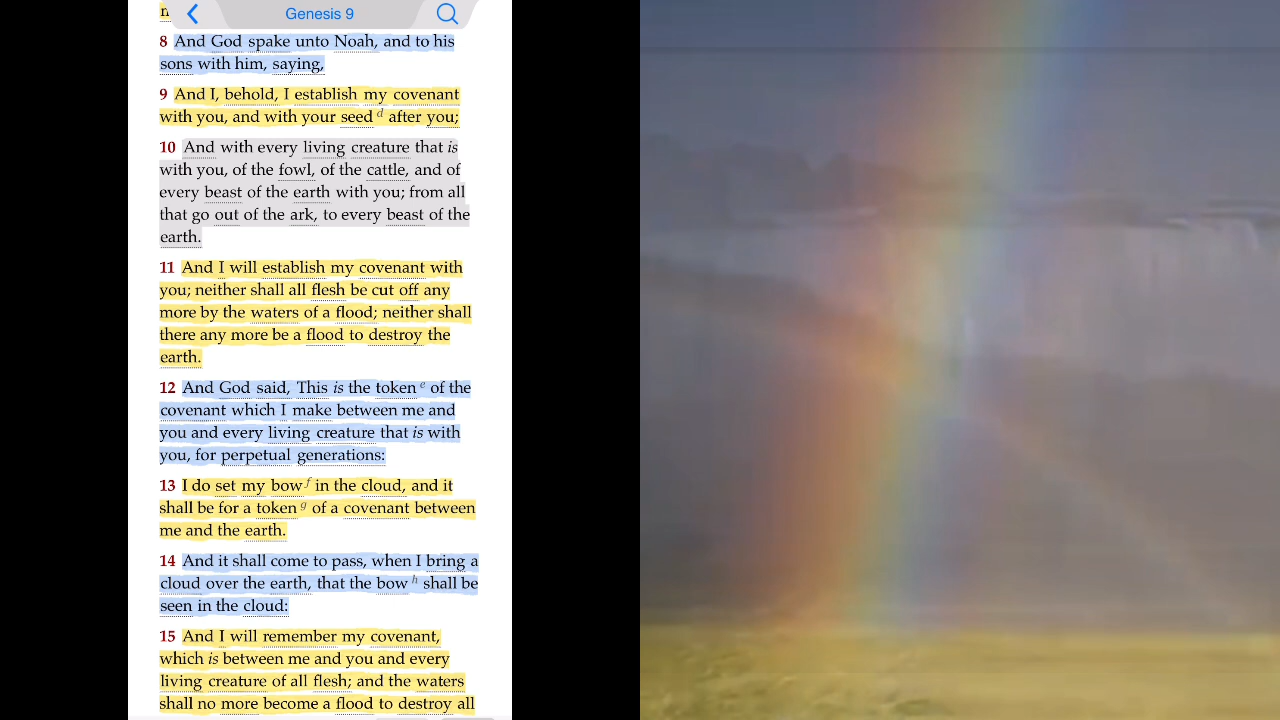 Genesis 9
8 And God spake unto Noah, and to his
sons with him, saying,
9 And I, behold, I establish my covenant
with you, and with your seed d after you;
10 And with every living creature that is
with you, of the fowl, of the cattle, and of
every beast of the earth with you; from all
that go out of the ark, to every beast of the
earth.
11 And I will establish my covenant with
you; neither shall all flesh be cut off any
more by the waters of a flood; neither shall
there any more be a flood to destroy the
earth.
12 And God said, This is the token e of the
covenant which I make between me and
you and every living creature that is with
you, for perpetual generations:
13 I do set my bow f in the cloud, and it
shall be for a token g of a covenant between
me and the earth.
14 And it shall come to pass, when I bring a
cloud over the earth, that the bow h shall be
seen in the cloud:
15 And I will remember my covenant,
which is between me and you and every
living creature of all flesh; and the waters
shall no more become a flood to destroy all